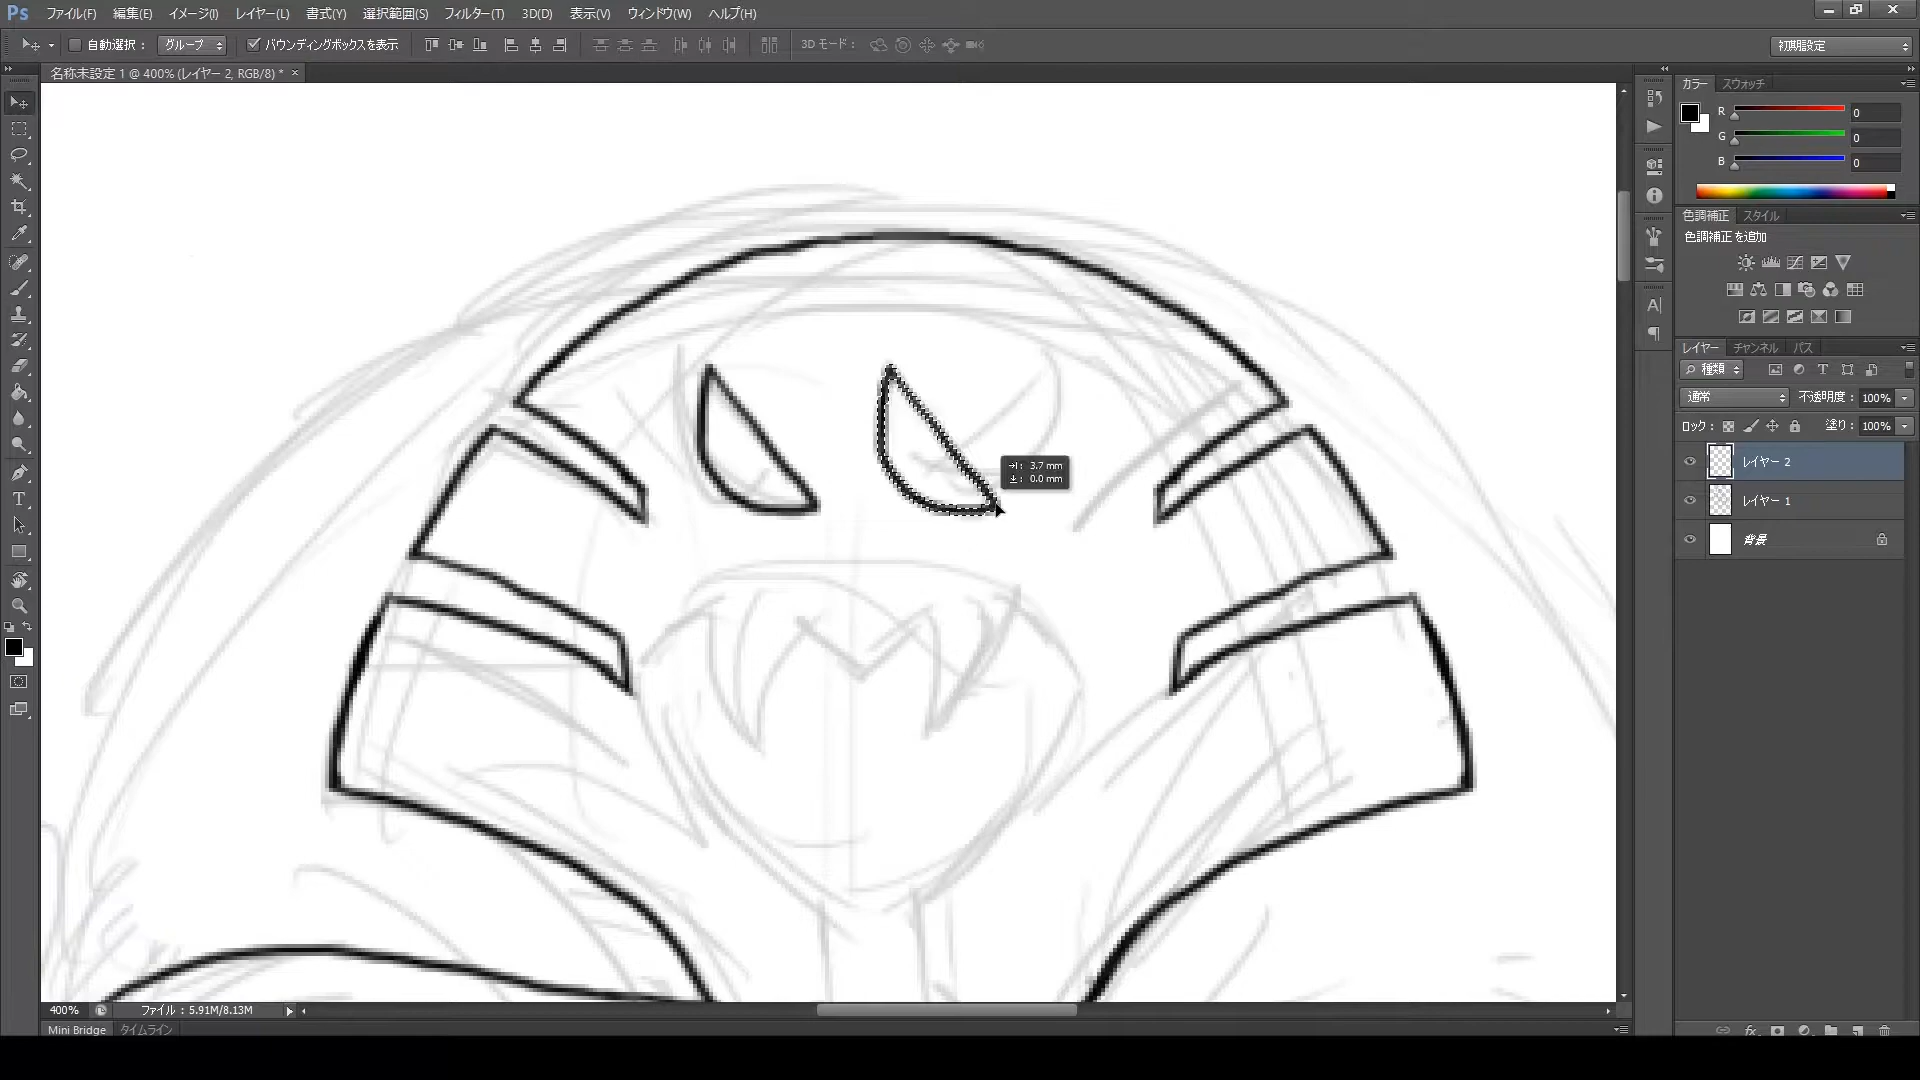 Ps ファイル(F) 編集(E) イメージ(I) レイヤー(L) 書式(Y) 選択範囲(S) フィルター(T) 3D(D) 表示(V) ウィンドウ(W) ヘルプ(H)
自動選択： グループ バウンディングボックスを表示 3D モード： 初期設定
名称未設定 1 @ 400% (レイヤー 2, RGB/8) * ×
カラー スウォッチ
R 0
G 0
B 0
色調補正 スタイル
色調補正を追加
レイヤー チャンネル パス
種類
通常 不透明度： 100%
ロック： 塗り： 100%
レイヤー 2
レイヤー 1
背景
3.7 mm
0.0 mm
400% ファイル：5.91M/8.13M
Mini Bridge タイムライン